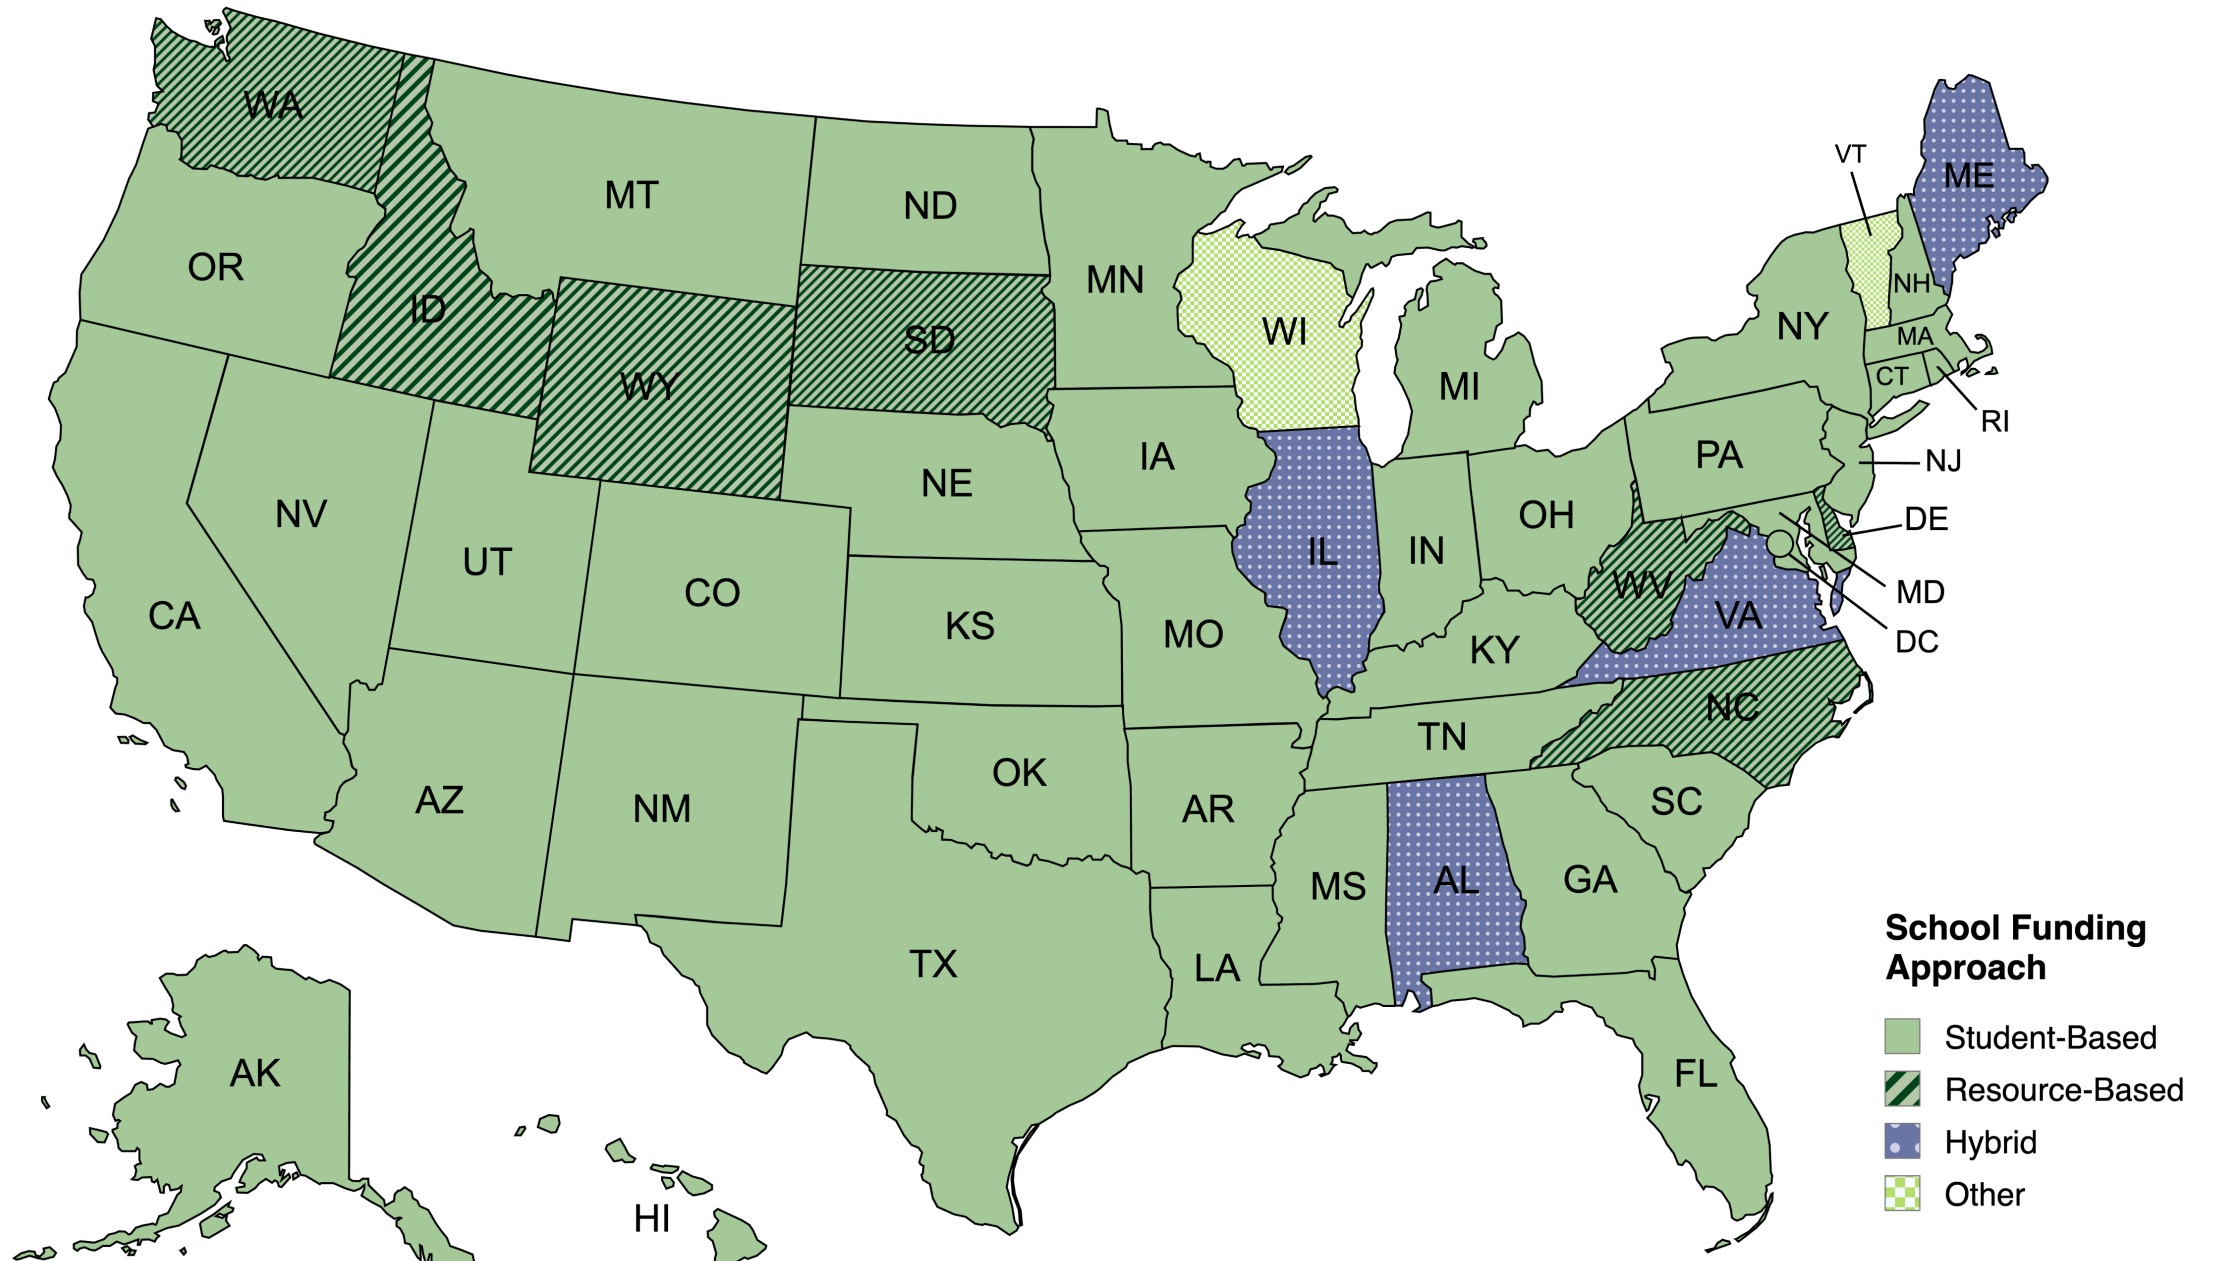 WA
MT
ND
MN
VT
ME
OR
ID
WY
SD
WI
MI
NY
NH
MA
CT
RI
NV
UT
CO
NE
IA
IL
IN
OH
PA
NJ
DE
MD
DC
CA
KS
MO
KY
WV
VA
AZ
NM
OK
AR
TN
NC
SC
TX
LA
MS
AL
GA
FL
AK
HI
School Funding
Approach
Student-Based
Resource-Based
Hybrid
Other